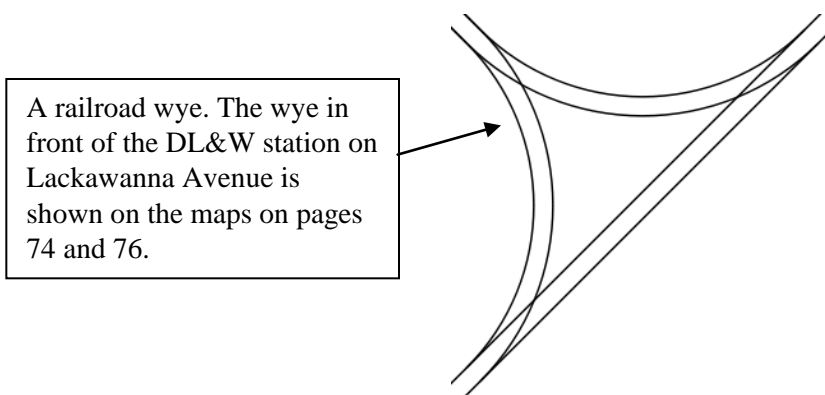 A railroad wye. The wye in
front of the DL&W station on
Lackawanna Avenue is
shown on the maps on pages
74 and 76.